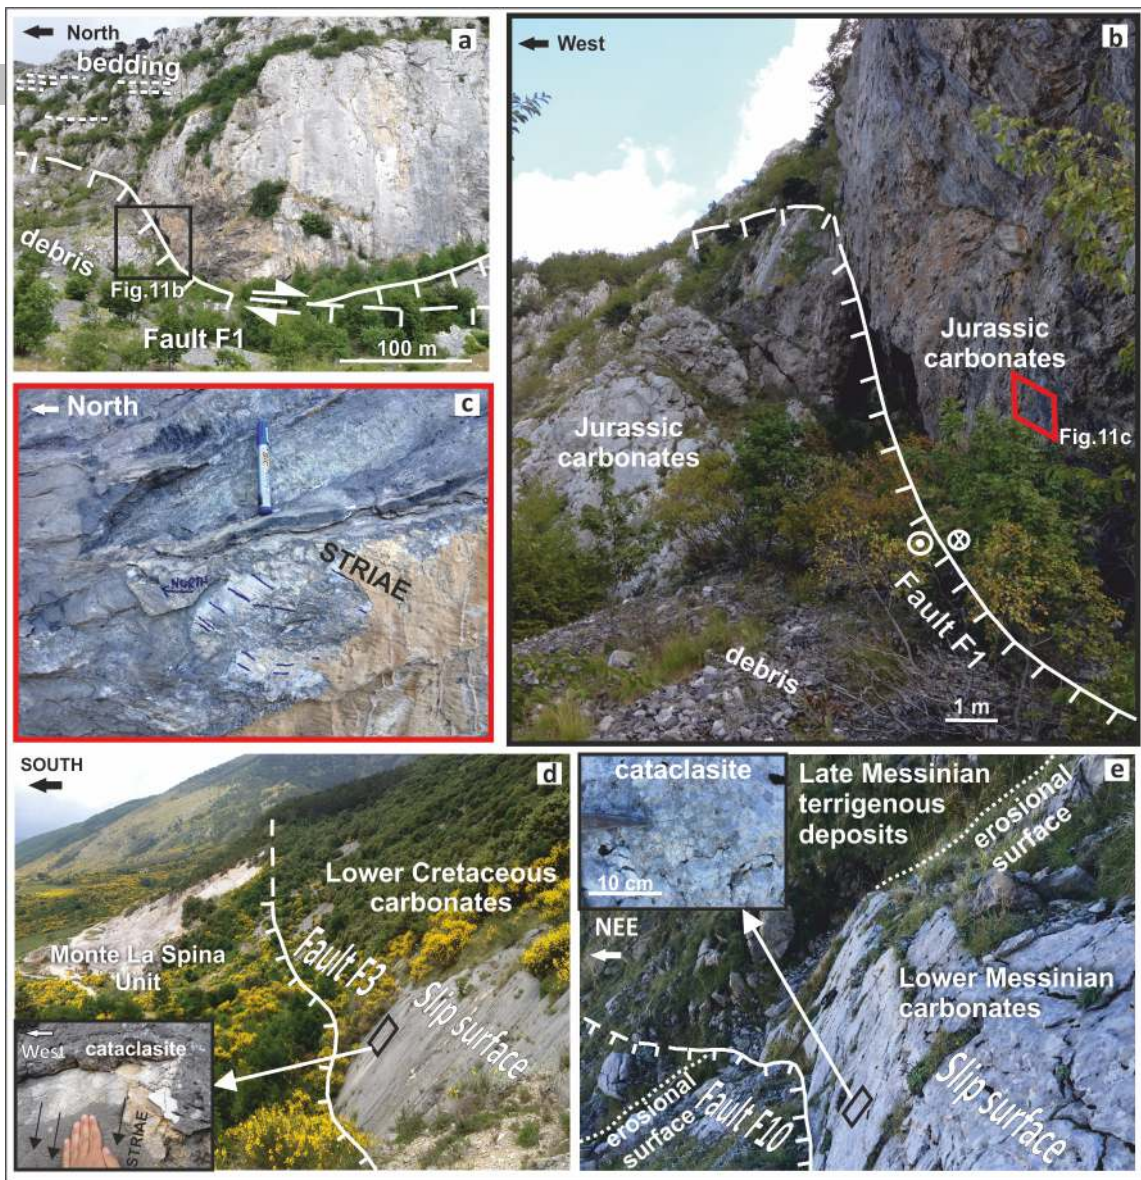 North
a
bedding
debris
Fig.11b
Fault F1
100 m
West
b
Jurassic
carbonates
Jurassic
carbonates
Fig.11c
Fault F1
debris
1 m
North
c
STRIAE
NORTH
SOUTH
d
Lower Cretaceous
carbonates
Fault F3
Monte La Spina
Unit
Slip surface
West
cataclasite
STRIAE
cataclasite
10 cm
Late Messinian
terrigenous
deposits
erosional
surface
e
NEE
Lower Messinian
carbonates
Slip surface
erosional
surface
Fault F10